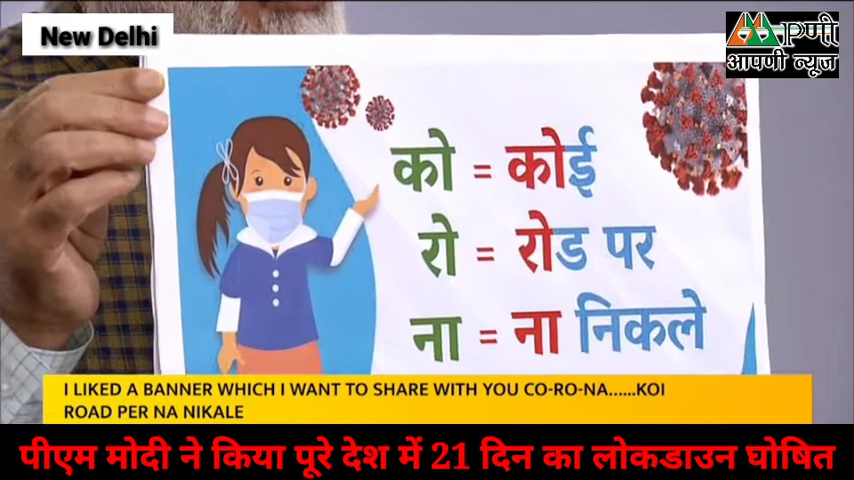 New Delhi
आपणी
आपणी न्यूज
को = कोई
रो = रोड पर
ना = ना निकले
I LIKED A BANNER WHICH I WANT TO SHARE WITH YOU CO-RO-NA......KOI
ROAD PER NA NIKALE
पीएम मोदी ने किया पूरे देश में 21 दिन का लोकडाउन घोषित